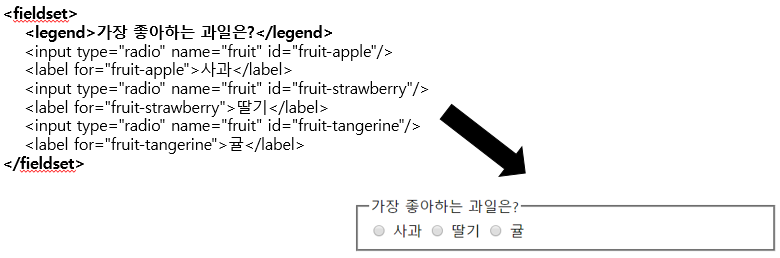 <fieldset>
<legend>가장 좋아하는 과일은?</legend>
<input type="radio" name="fruit" id="fruit-apple"/>
<label for="fruit-apple">사과</label>
<input type="radio" name="fruit" id="fruit-strawberry"/>
<label for="fruit-strawberry">딸기</label>
<input type="radio" name="fruit" id="fruit-tangerine"/>
<label for="fruit-tangerine">귤</label>
</fieldset>
가장 좋아하는 과일은?
사과 딸기 귤